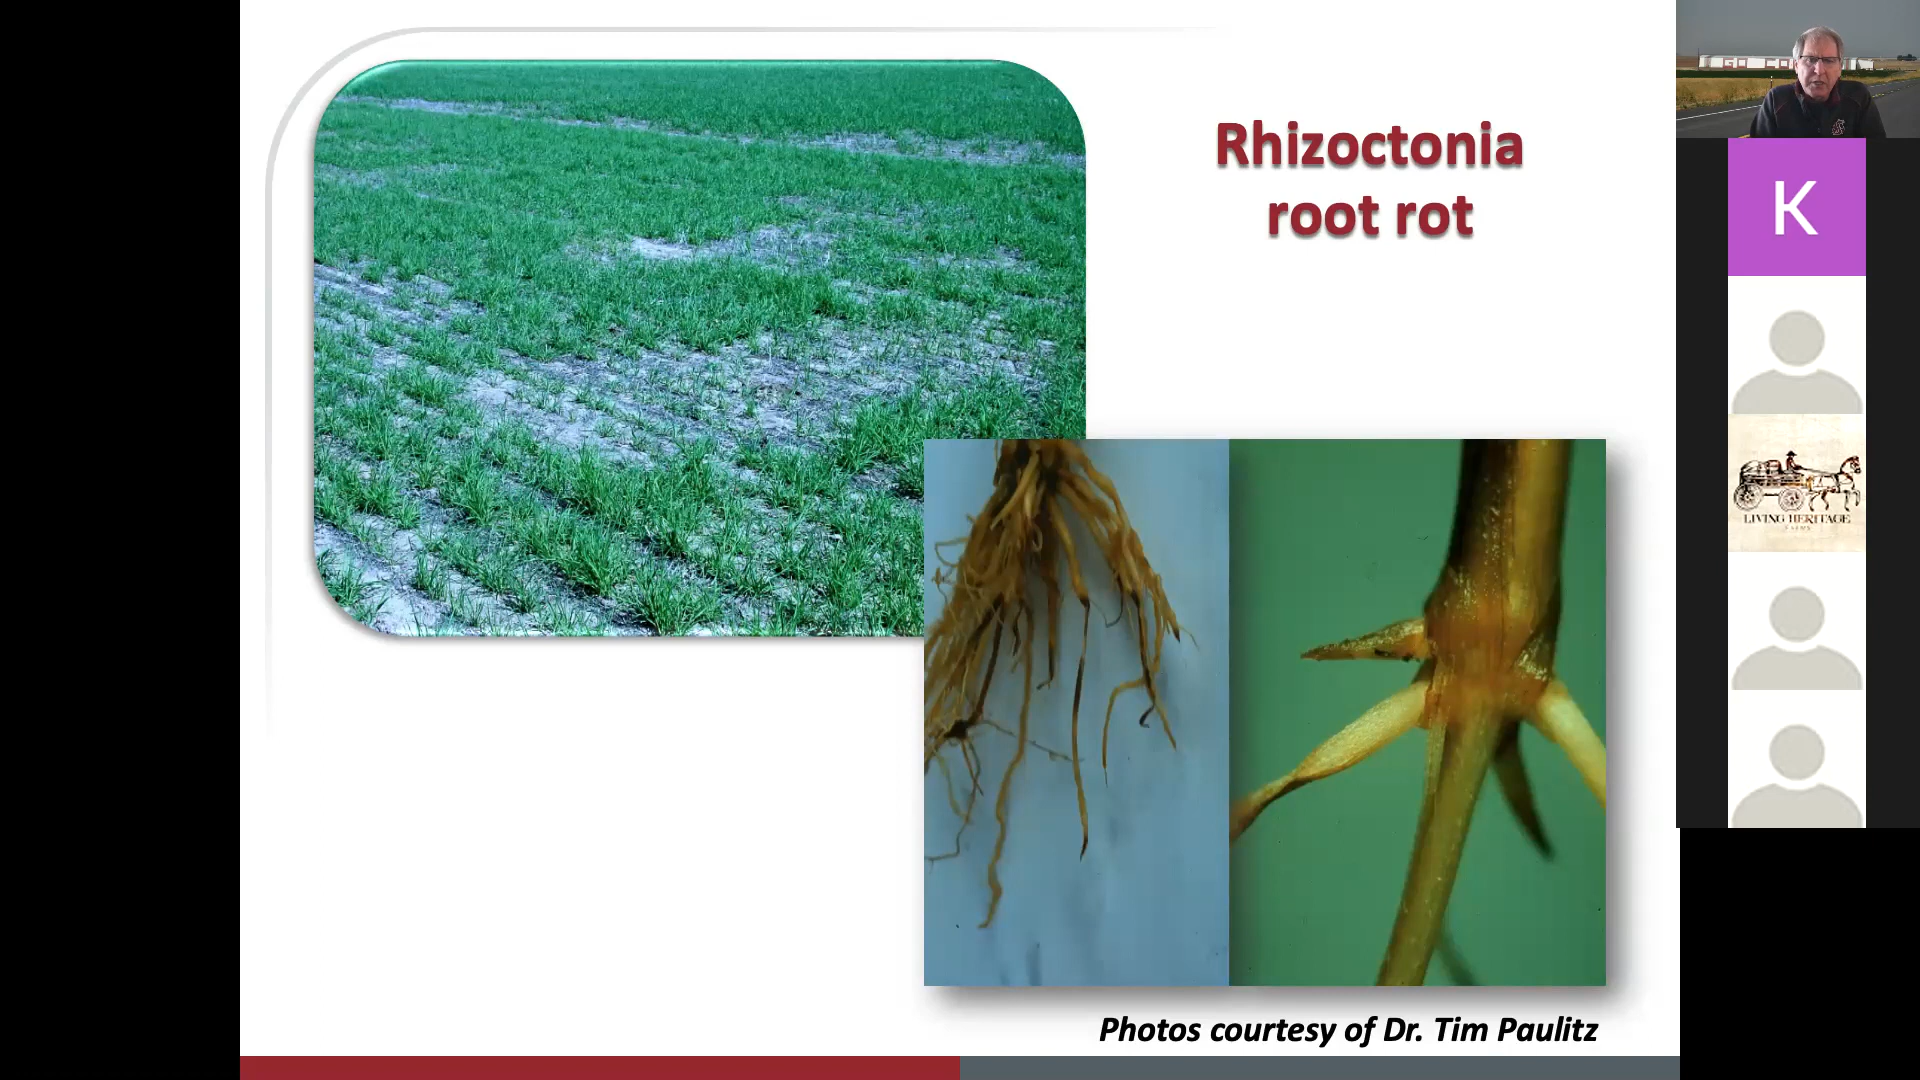 Rhizoctonia
root rot
K
LIVING HERITAGE
Photos courtesy of Dr. Tim Paulitz